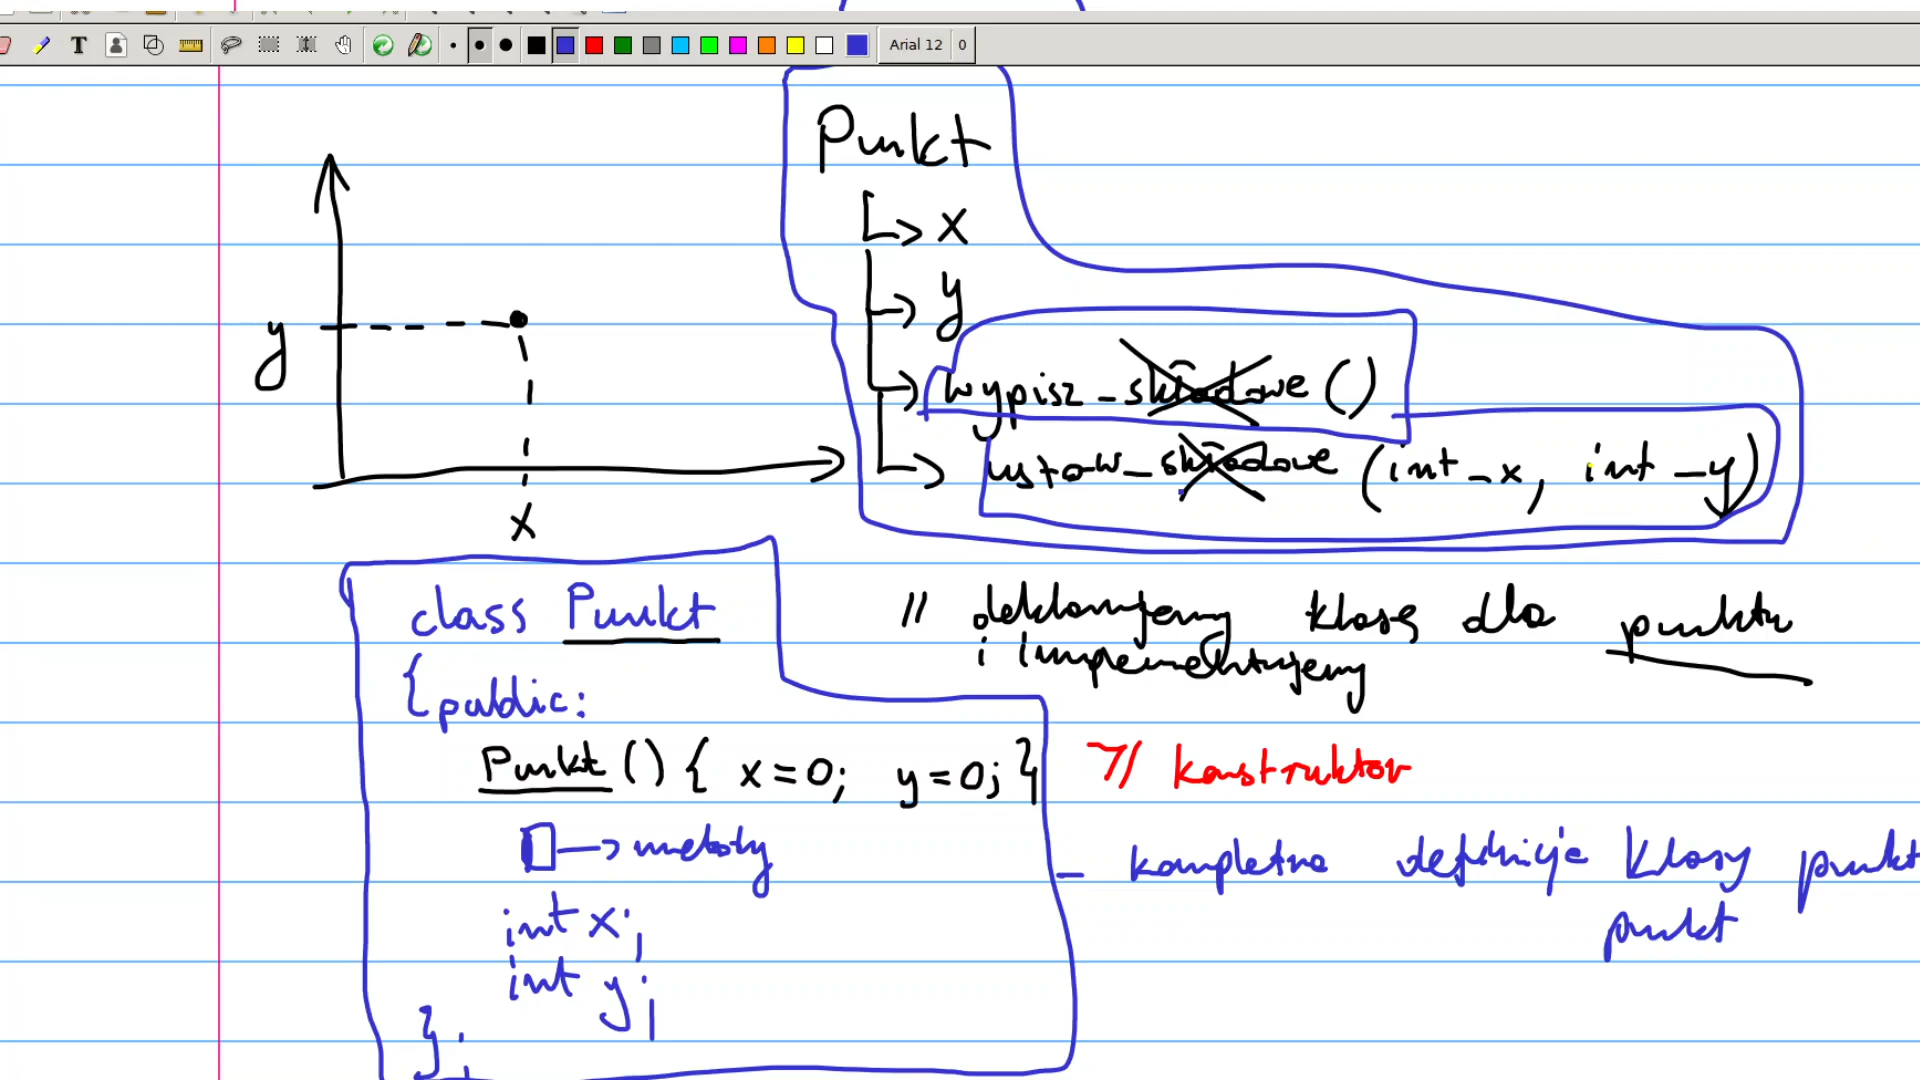 Arial 12 0
Punkt
x
y
y
wypisz_składowe ()
ustaw_składowe (int _x, int _y)
x
class Punkt // deklarujemy klasę dla punktu
i implementujemy
{ public:
Punkt () { x=0; y=0; } // konstruktor
metody
_ kompletna definicja klasy punkt
punkt
int x;
int y;
};